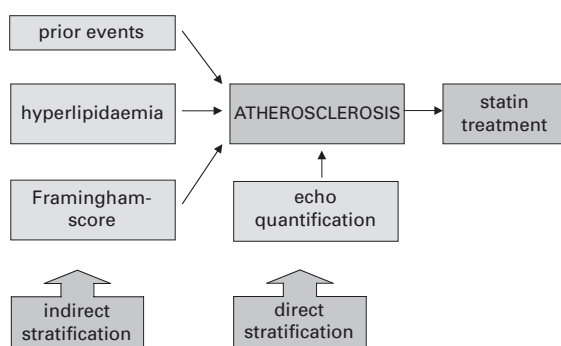 prior events
hyperlipidaemia
ATHEROSCLEROSIS
statin
treatment
Framingham-
score
echo
quantification
indirect
stratification
direct
stratification